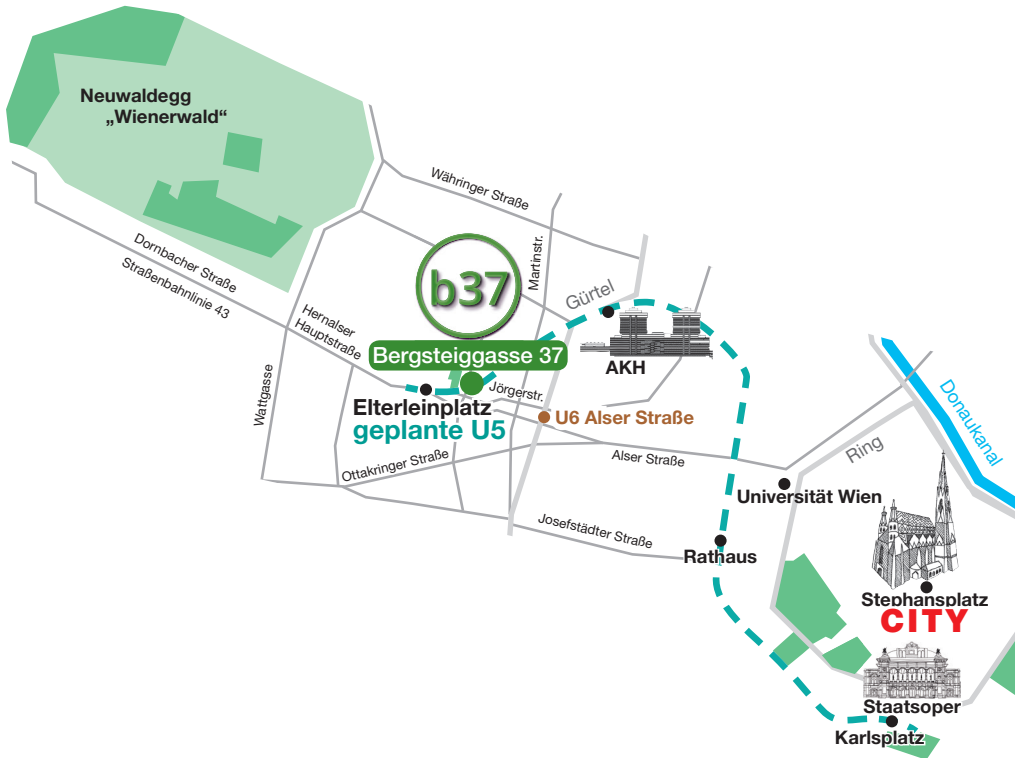 Neuwaldegg
„Wienerwald“
Währinger Straße
Dornbacher Straße
Straßenbahnlinie 43
Martinstr.
b37
Gürtel
Hernalser
Hauptstraße
Bergsteiggasse 37
AKH
Wattgasse
Jörgerstr.
Elterleinplatz
geplante U5
U6 Alser Straße
Donaukanal
Ring
Ottakringer Straße
Alser Straße
Universität Wien
Josefstädter Straße
Rathaus
Stephansplatz
CITY
Staatsoper
Karlsplatz